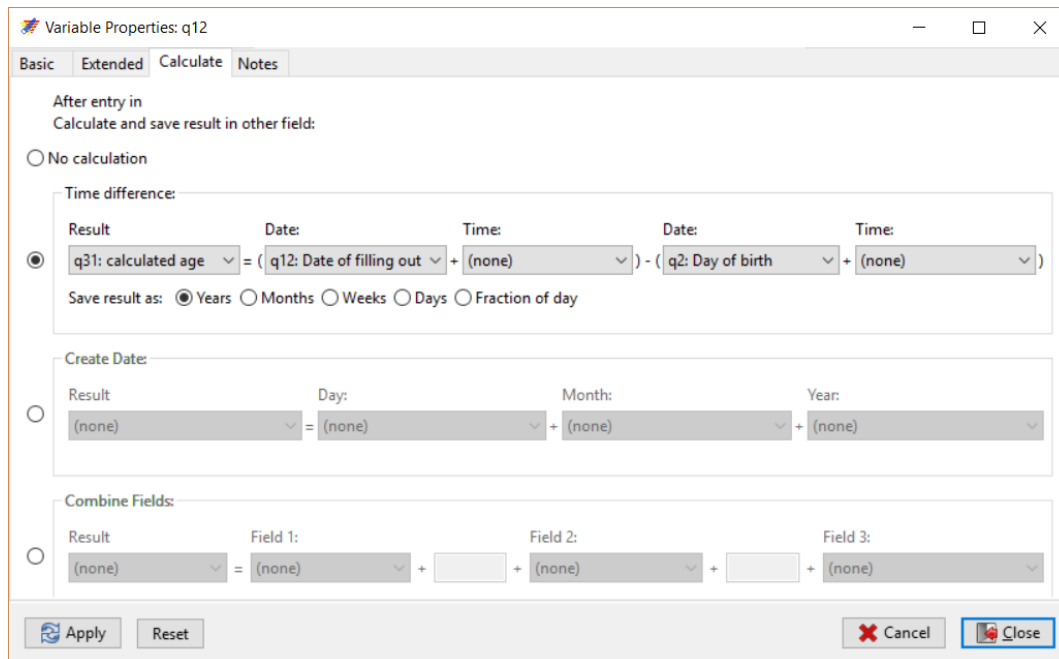 Variable Properties: q12
Basic Extended Calculate Notes
After entry in
Calculate and save result in other field:
No calculation
Time difference:
Result Date: Time: Date: Time:
q31: calculated age = ( q12: Date of filling out + (none) ) - ( q2: Day of birth + (none) )
Save result as: Years Months Weeks Days Fraction of day
Create Date:
Result Day: Month: Year:
(none) = (none) + (none) + (none)
Combine Fields:
Result Field 1: Field 2: Field 3:
(none) = (none) + + (none) + + (none)
Apply Reset Cancel Close